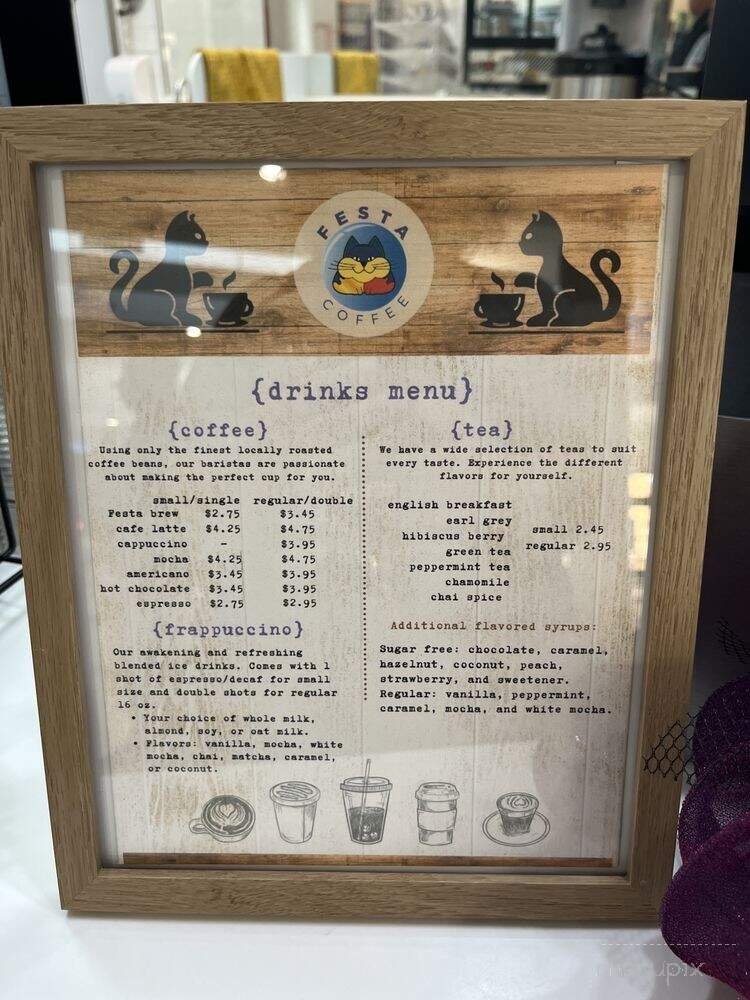 FESTA
COFFEE
{drinks menu}
{coffee}
Using only the finest locally roasted
coffee beans, our baristas are passionate
about making the perfect cup for you.
small/single regular/double
Festa brew $2.75 $3.45
cafe latte $4.25 $4.75
cappuccino – $3.95
mocha $4.25 $4.75
americano $3.45 $3.95
hot chocolate $3.45 $3.95
espresso $2.75 $2.95
{frappuccino}
Our awakening and refreshing
blended ice drinks. Comes with 1
shot of espresso/decaf for small
size and double shots for regular
16 oz.
• Your choice of whole milk,
almond, soy, or oat milk.
• Flavors: vanilla, mocha, white
mocha, chai, matcha, caramel,
or coconut.
{tea}
We have a wide selection of teas to suit
every taste. Experience the different
flavors for yourself.
english breakfast
earl grey
hibiscus berry
green tea
peppermint tea
chamomile
chai spice
small 2.45
regular 2.95
Additional flavored syrups:
Sugar free: chocolate, caramel,
hazelnut, coconut, peach,
strawberry, and sweetener.
Regular: vanilla, peppermint,
caramel, mocha, and white mocha.